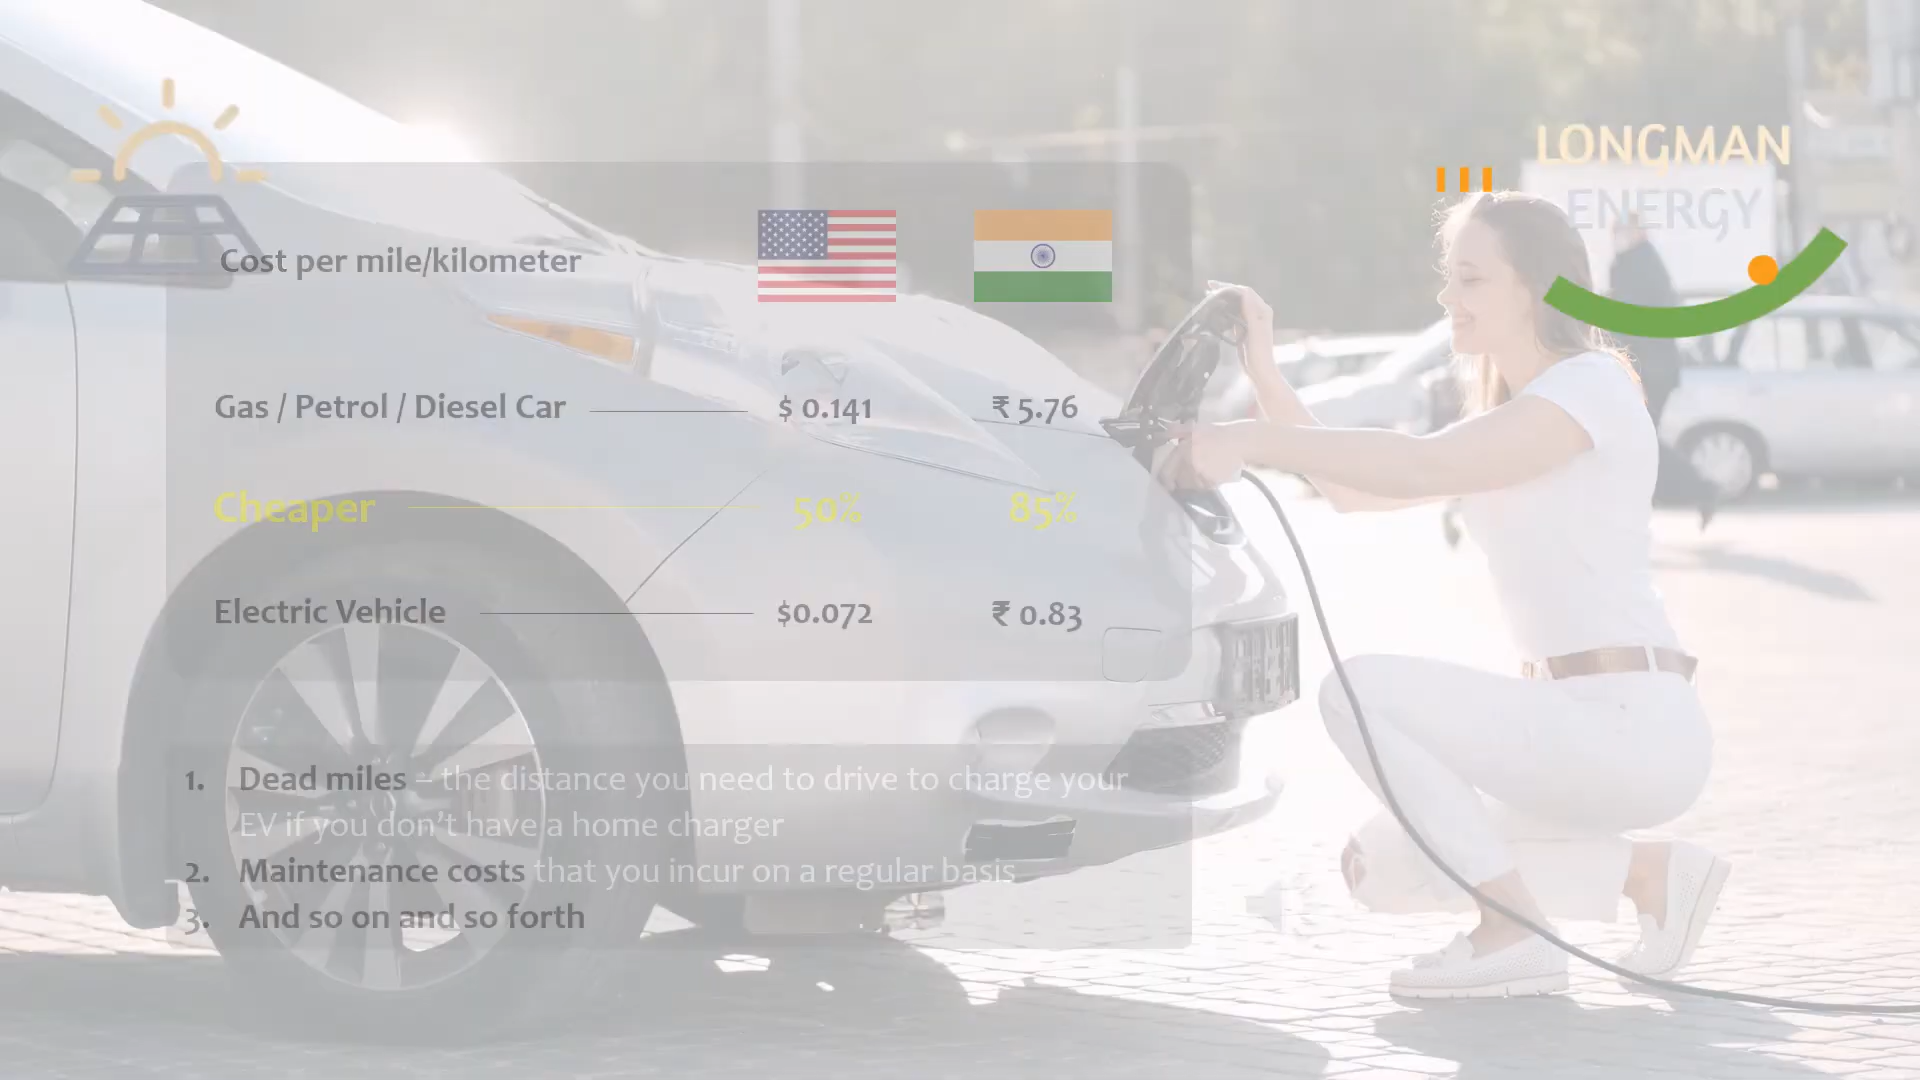 LONGMAN
ENERGY
Cost per mile/kilometer
Gas / Petrol / Diesel Car $ 0.141 ₹ 5.76
Cheaper 50% 85%
Electric Vehicle $0.072 ₹ 0.83
1. Dead miles – the distance you need to drive to charge your
EV if you don't have a home charger
2. Maintenance costs that you incur on a regular basis
3. And so on and so forth